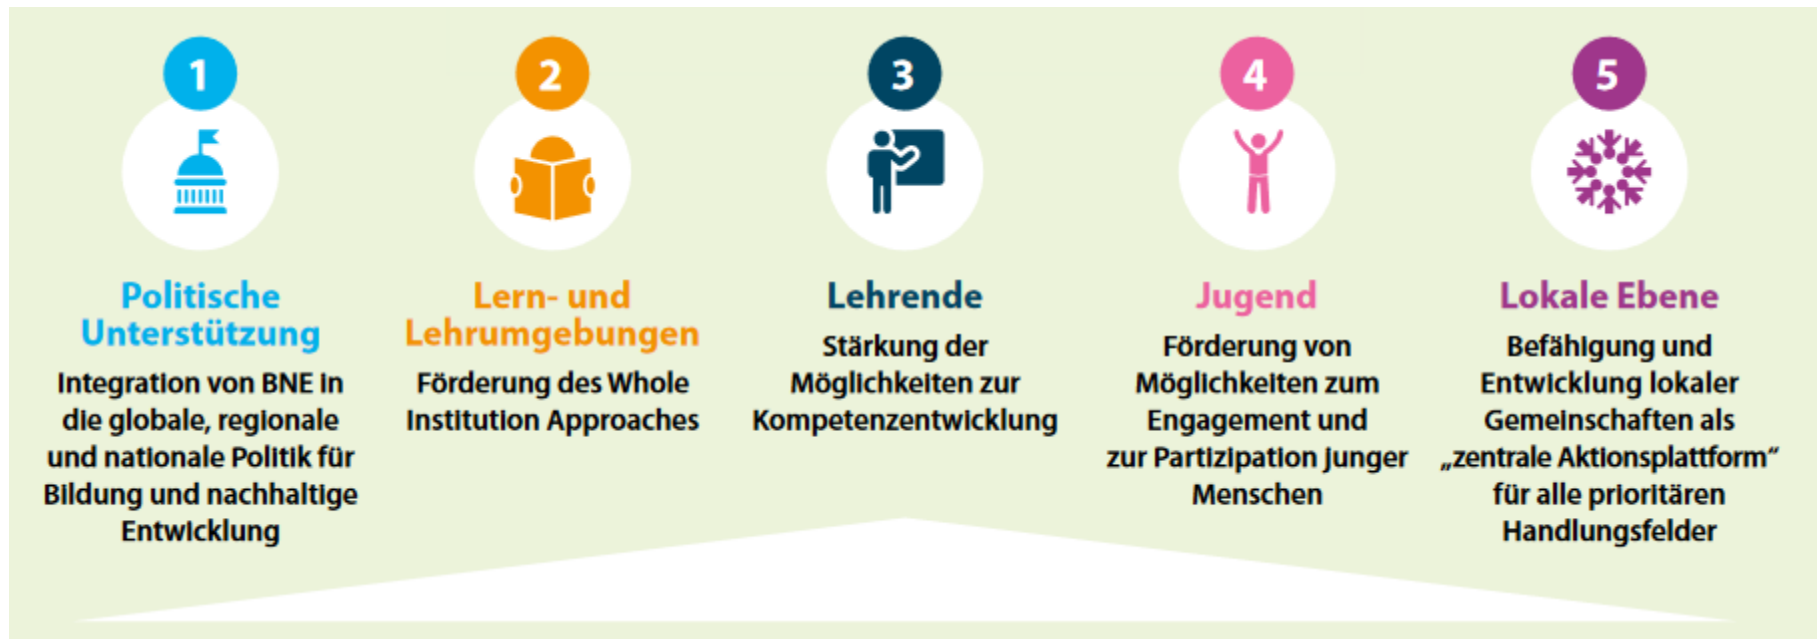 1
Politische
Unterstützung
Integration von BNE in
die globale, regionale
und nationale Politik für
Bildung und nachhaltige
Entwicklung
2
Lern- und
Lehrumgebungen
Förderung des Whole
Institution Approaches
3
Lehrende
Stärkung der
Möglichkeiten zur
Kompetenzentwicklung
4
Jugend
Förderung von
Möglichkeiten zum
Engagement und
zur Partizipation junger
Menschen
5
Lokale Ebene
Befähigung und
Entwicklung lokaler
Gemeinschaften als
„zentrale Aktionsplattform“
für alle prioritären
Handlungsfelder